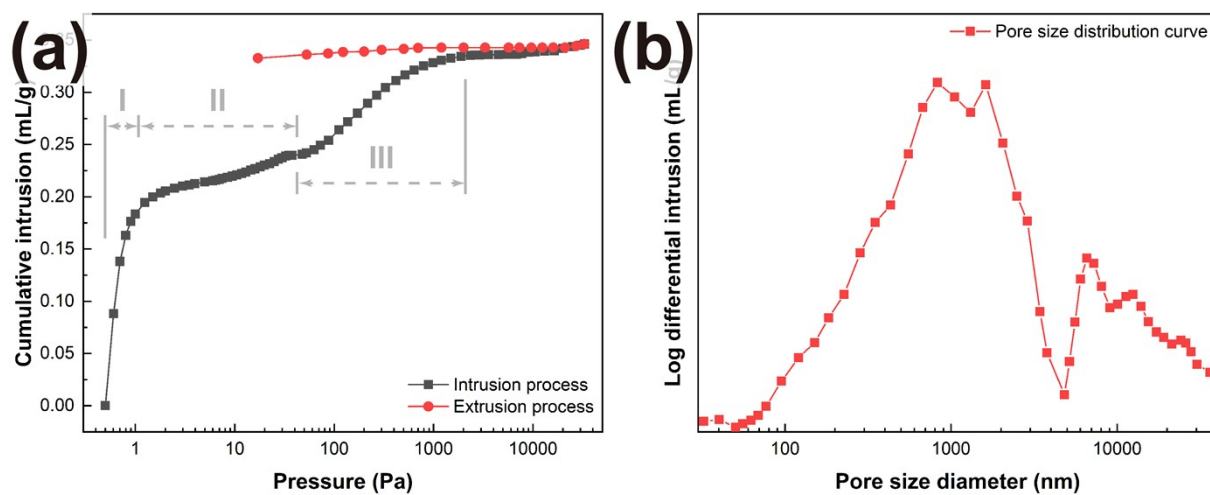 (a)
Cumulative intrusion (mL/g)
0.30
0.25
0.20
0.15
0.10
0.05
0.00
I
II
III
Intrusion process
Extrusion process
1
10
100
1000
10000
Pressure (Pa)
(b)
Log differential intrusion
Pore size distribution curve
100
1000
10000
Pore size diameter (nm)